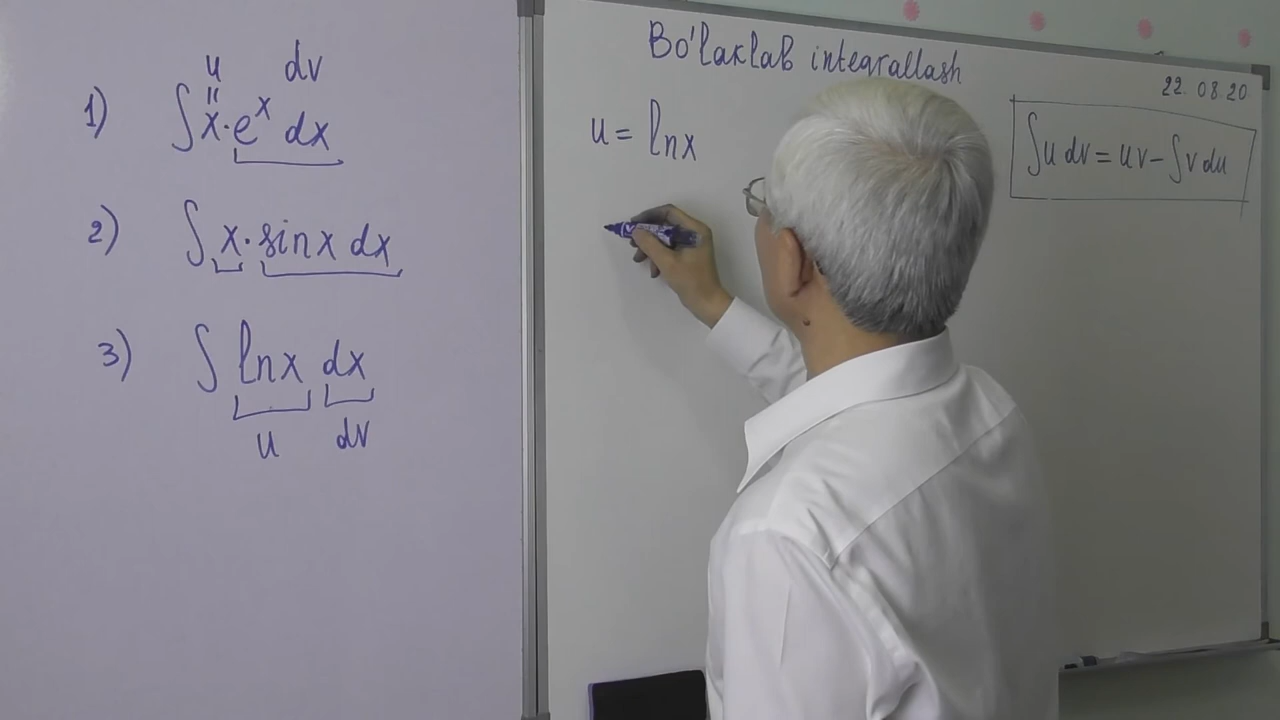 1) ∫ x · eˣ dx
u
॥
dv
2) ∫ x · sinx dx
3) ∫ lnx dx
u dv
Bo'laklab integrallash
22.08.20
u = lnx
∫u dv = uv − ∫v du